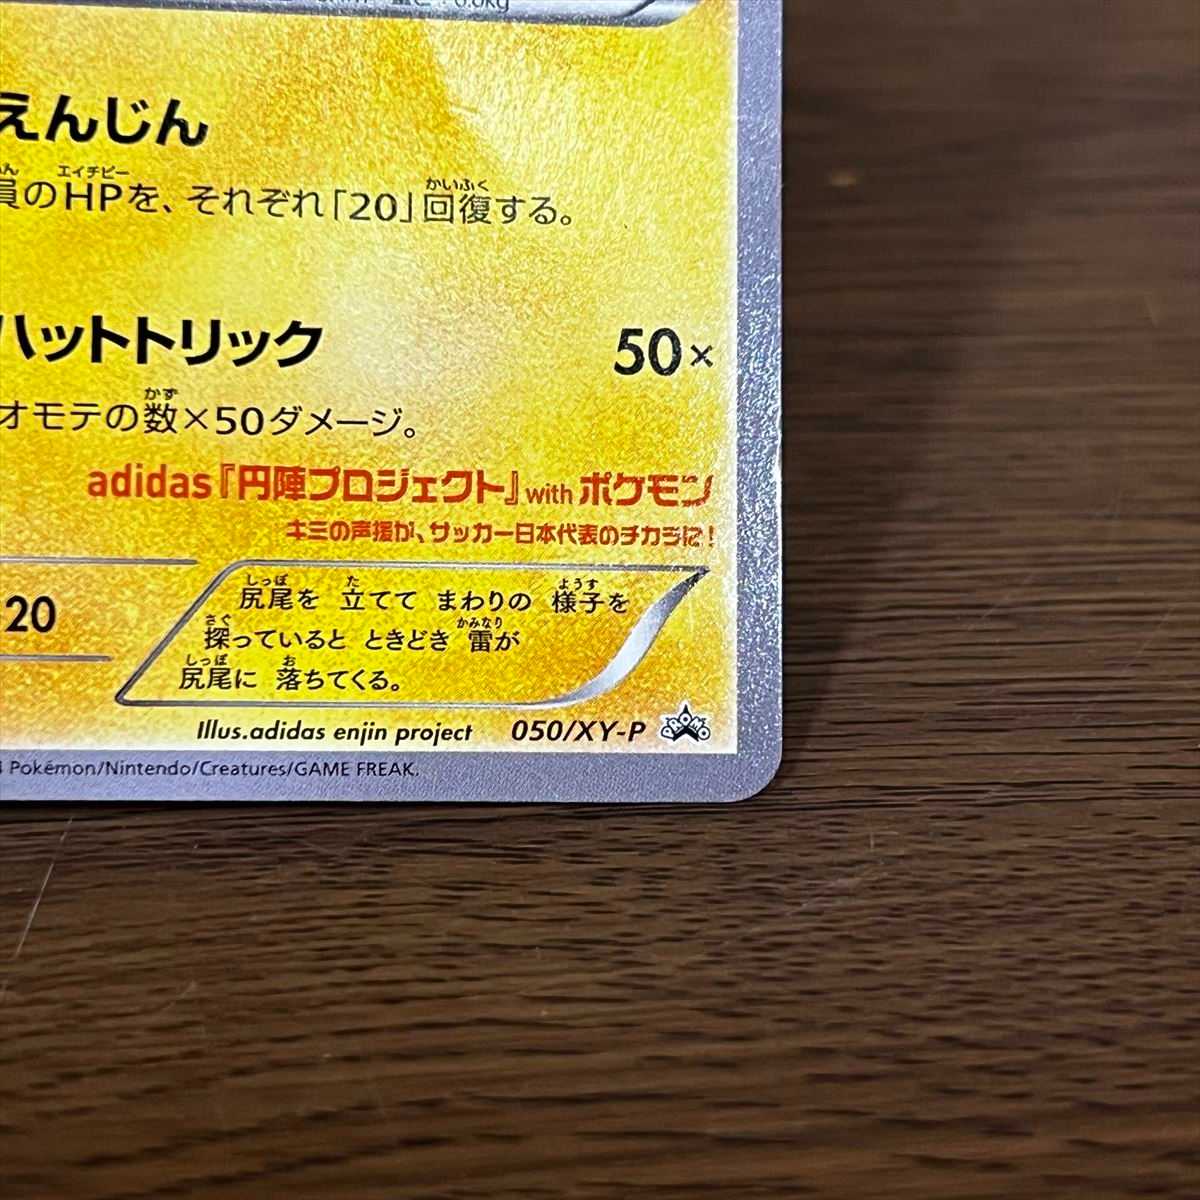 6.0kg
えんじん
員のHPを、それぞれ「20」回復する。
ハットトリック 50×
オモテの数×50ダメージ。
adidas『円陣プロジェクト』with ポケモン
キミの声援が、サッカー日本代表のチカラに!
20
尻尾を 立てて まわりの 様子を
探っていると ときどき 雷が
尻尾に 落ちてくる。
Illus.adidas enjin project 050/XY-P
4 Pokémon/Nintendo/Creatures/GAME FREAK.